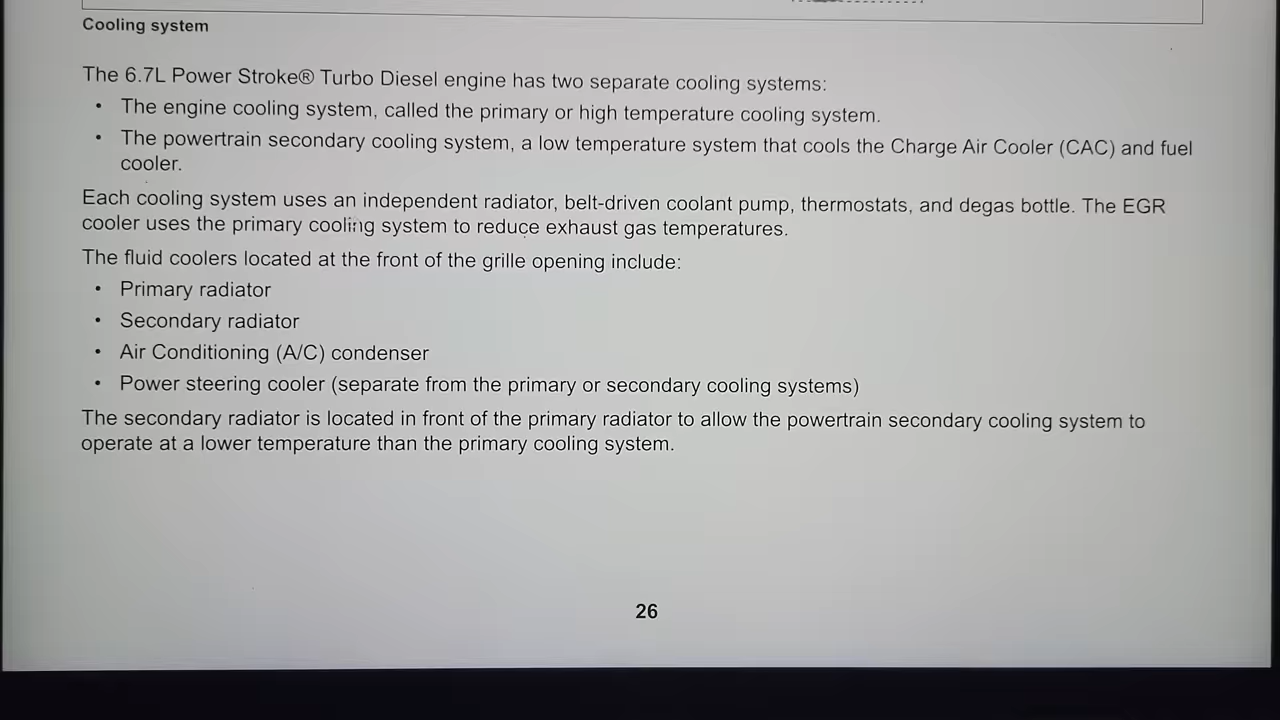 Cooling system
The 6.7L Power Stroke® Turbo Diesel engine has two separate cooling systems:
• The engine cooling system, called the primary or high temperature cooling system.
• The powertrain secondary cooling system, a low temperature system that cools the Charge Air Cooler (CAC) and fuel
cooler.
Each cooling system uses an independent radiator, belt-driven coolant pump, thermostats, and degas bottle. The EGR
cooler uses the primary cooling system to reduce exhaust gas temperatures.
The fluid coolers located at the front of the grille opening include:
• Primary radiator
• Secondary radiator
• Air Conditioning (A/C) condenser
• Power steering cooler (separate from the primary or secondary cooling systems)
The secondary radiator is located in front of the primary radiator to allow the powertrain secondary cooling system to
operate at a lower temperature than the primary cooling system.
26